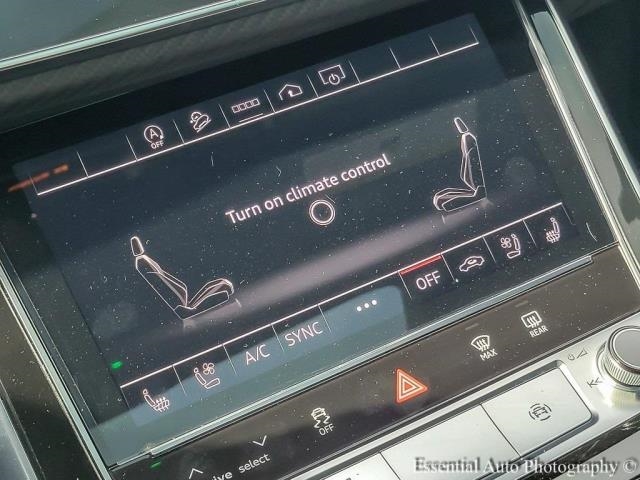 OFF
Turn on climate control
OFF
A/C SYNC •••
MAX
REAR
OFF
select
Essential Auto Photography ©